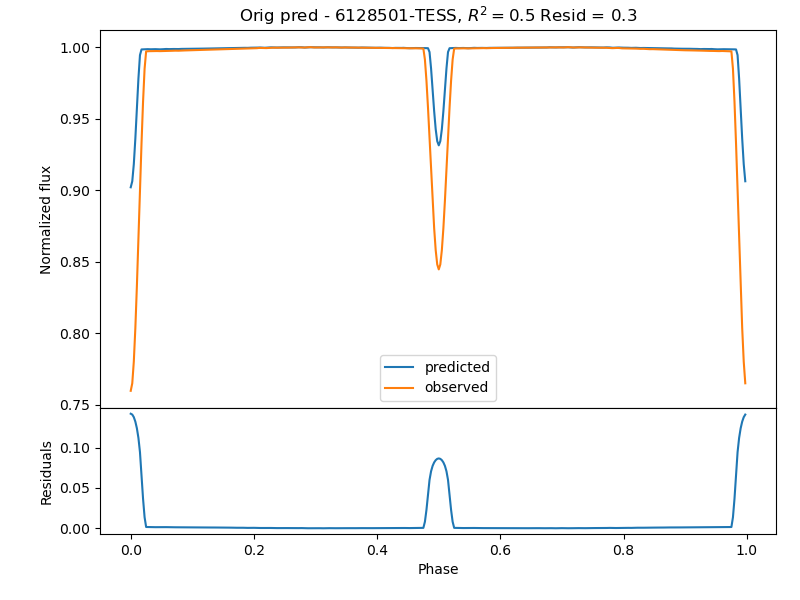 Orig pred - 6128501-TESS, R² = 0.5 Resid = 0.3
1.00
0.95
0.90
0.85
0.80
0.75
Normalized flux
predicted
observed
0.10
0.05
0.00
Residuals
0.0 0.2 0.4 0.6 0.8 1.0
Phase